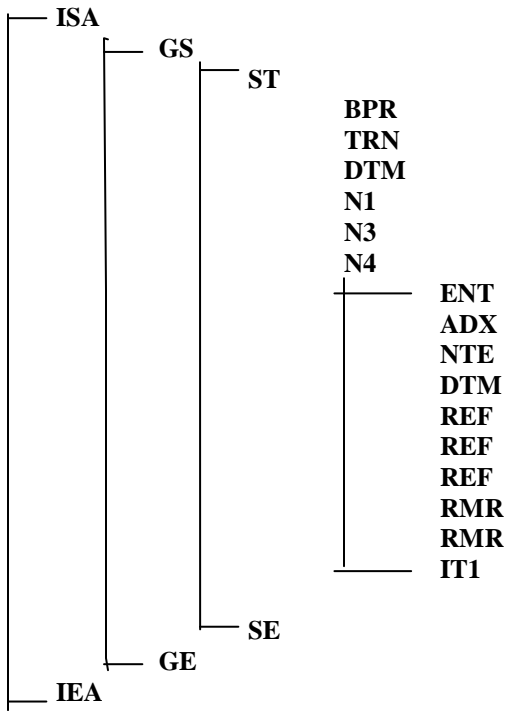 ISA
GS
ST
BPR
TRN
DTM
N1
N3
N4
ENT
ADX
NTE
DTM
REF
REF
REF
RMR
RMR
IT1
SE
GE
IEA